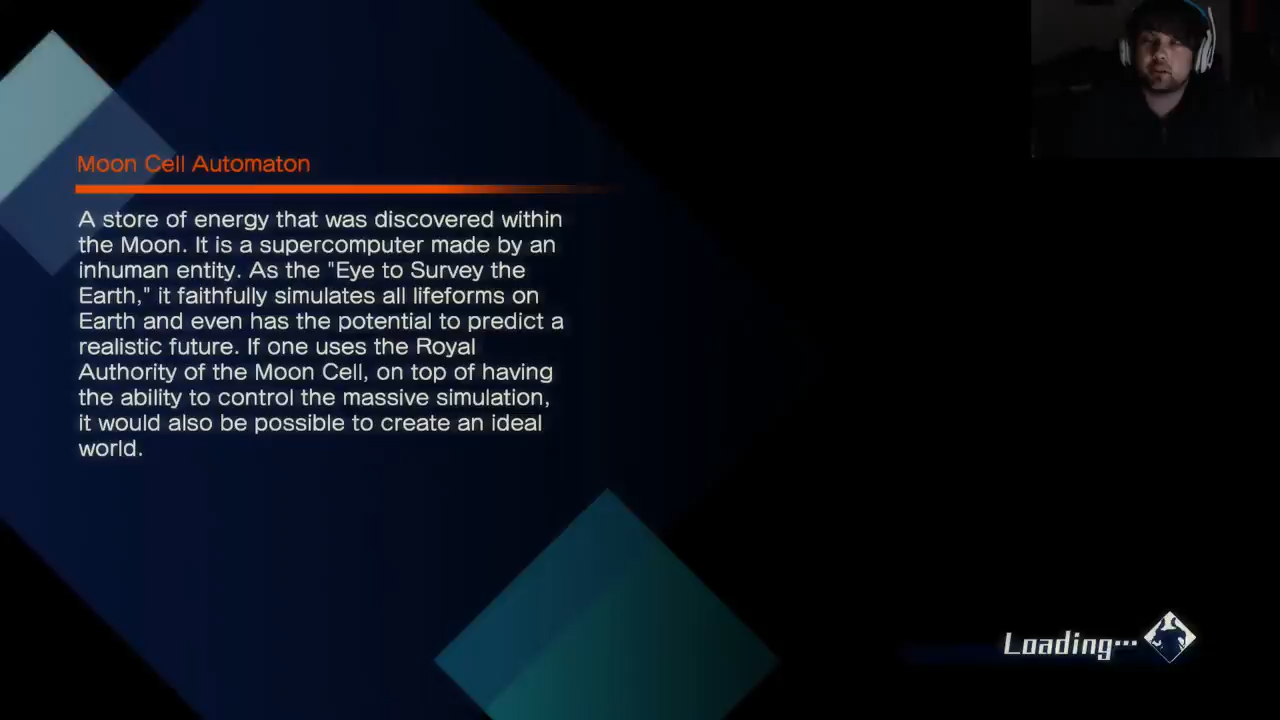 Moon Cell Automaton
A store of energy that was discovered within
the Moon. It is a supercomputer made by an
inhuman entity. As the "Eye to Survey the
Earth," it faithfully simulates all lifeforms on
Earth and even has the potential to predict a
realistic future. If one uses the Royal
Authority of the Moon Cell, on top of having
the ability to control the massive simulation,
it would also be possible to create an ideal
world.
Loading···